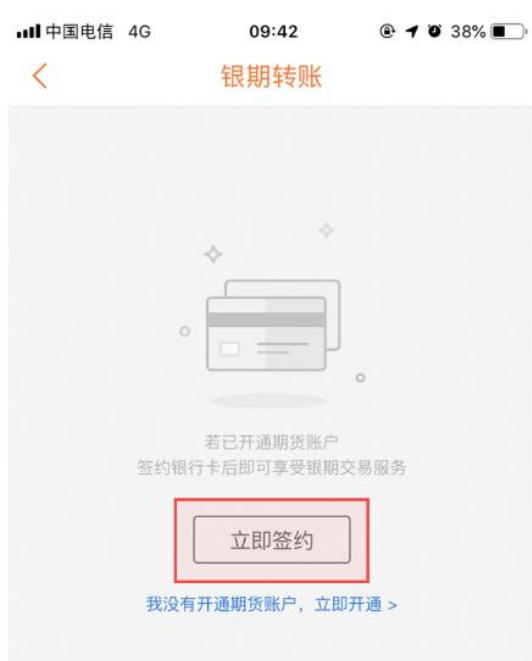 中国电信 4G 09:42 38%
银期转账
若已开通期货账户
签约银行卡后即可享受银期交易服务
立即签约
我没有开通期货账户，立即开通 >